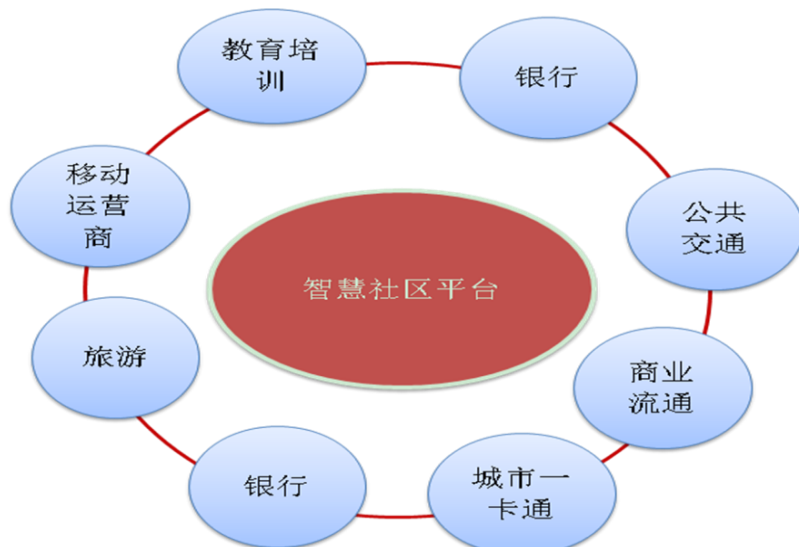 教育培
训
银行
移动
运营
商
公共
交通
智慧社区平台
旅游
商业
流通
银行
城市一
卡通